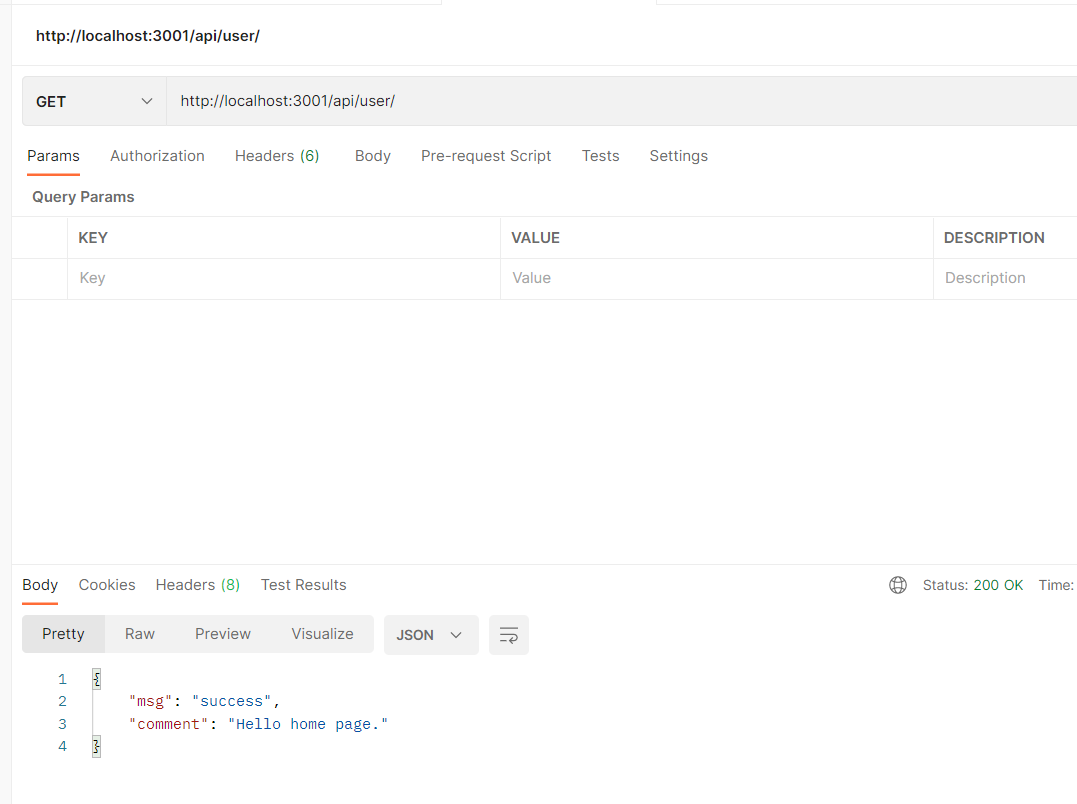 http://localhost:3001/api/user/
GET http://localhost:3001/api/user/
Params Authorization Headers (6) Body Pre-request Script Tests Settings
Query Params
KEY VALUE DESCRIPTION
Key Value Description
Body Cookies Headers (8) Test Results Status: 200 OK Time:
Pretty Raw Preview Visualize JSON
1 {
2 "msg": "success",
3 "comment": "Hello home page."
4 }